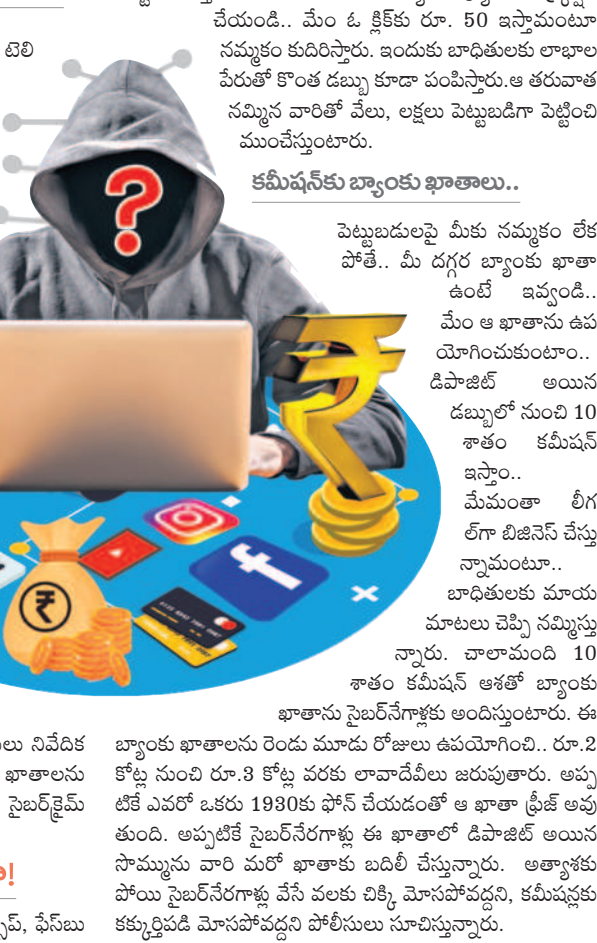 చేయండి.. మేం ఓ క్లిక్‌కు రూ. 50 ఇస్తామంటూ
నమ్మకం కుదిరిస్తారు. ఇందుకు బాధితులకు లాభాల
పేరుతో కొంత డబ్బు కూడా పంపిస్తారు.ఆ తరువాత
నమ్మిన వారితో వేలు, లక్షలు పెట్టుబడిగా పెట్టించి
ముంచేస్తుంటారు.
కమీషన్‌కు బ్యాంకు ఖాతాలు..
పెట్టుబడులపై మీకు నమ్మకం లేక
పోతే.. మీ దగ్గర బ్యాంకు ఖాతా
ఉంటే ఇవ్వండి..
మేం ఆ ఖాతాను ఉప
యోగించుకుంటాం..
డిపాజిట్ అయిన
డబ్బులో నుంచి 10
శాతం కమీషన్
ఇస్తాం..
మేమంతా లీగ
ల్‌గా బిజినెస్ చేస్తు
న్నామంటూ..
బాధితులకు మాయ
మాటలు చెప్పి నమ్మిస్తు
న్నారు. చాలామంది 10
శాతం కమీషన్ ఆశతో బ్యాంకు
ఖాతాను సైబర్‌నేగాళ్లకు అందిస్తుంటారు. ఈ
బ్యాంకు ఖాతాలను రెండు మూడు రోజులు ఉపయోగించి.. రూ.2
కోట్ల నుంచి రూ.3 కోట్ల వరకు లావాదేవీలు జరుపుతారు. అప్ప
టికే ఎవరో ఒకరు 1930కు ఫోన్ చేయడంతో ఆ ఖాతా ఫ్రీజ్ అవు
తుంది. అప్పటికే సైబర్‌నేరగాళ్లు ఈ ఖాతాలో డిపాజిట్ అయిన
సొమ్మును వారి మరో ఖాతాకు బదిలీ చేస్తున్నారు. అత్యాశకు
పోయి సైబర్‌నేరగాళ్లు వేసే వలకు చిక్కి మోసపోవద్దని, కమీషన్లకు
కక్కుర్తిపడి మోసపోవద్దని పోలీసులు సూచిస్తున్నారు.
టెలి
?
₹
f
₹
లు నివేదిక
ఖాతాలను
సైబర్‌క్రైమ్
!
ప్, ఫేస్‌బు